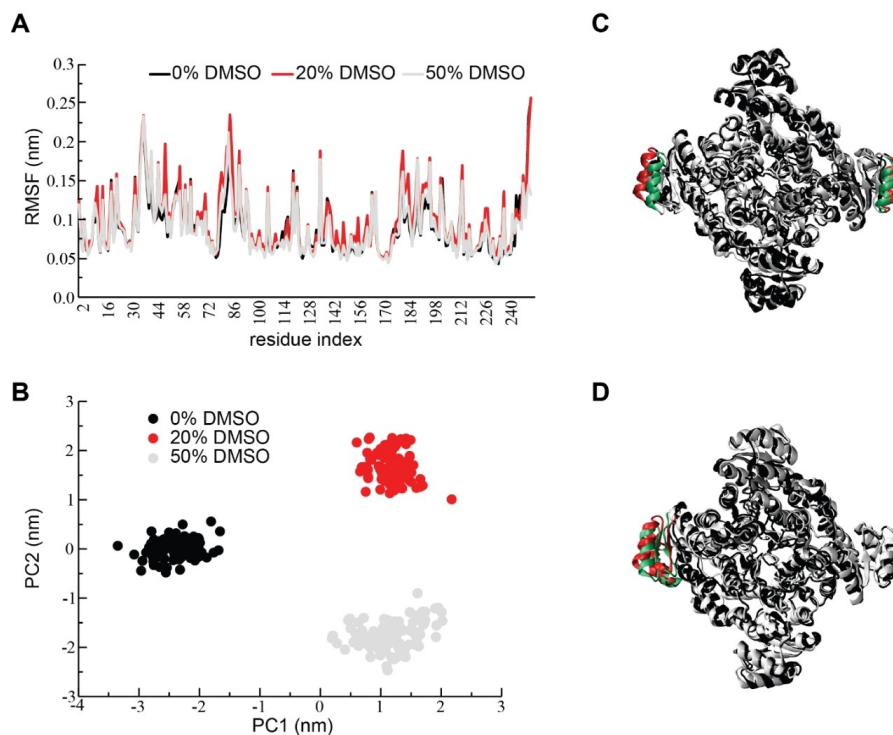 A
C
0% DMSO
20% DMSO
50% DMSO
RMSF (nm)
0.3
0.25
0.2
0.15
0.1
0.05
0.0
2
16
30
44
58
72
86
100
114
128
142
156
170
184
198
212
226
240
residue index
B
D
0% DMSO
20% DMSO
50% DMSO
PC2 (nm)
3
2
1
0
-1
-2
-3
-4
-3
-2
-1
0
1
2
3
PC1 (nm)